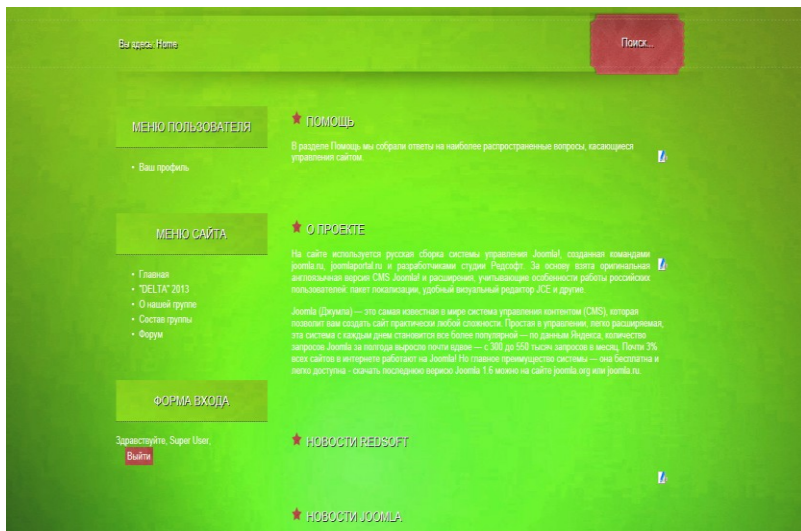 Вы здесь: Home
Поиск...
МЕНЮ ПОЛЬЗОВАТЕЛЯ
• Ваш профиль
МЕНЮ САЙТА
• Главная
• "DELTA" 2013
• О нашей группе
• Состав группы
• Форум
ФОРМА ВХОДА
Здравствуйте, Super User,
Выйти
ПОМОЩЬ
В разделе Помощь мы собрали ответы на наиболее распространенные вопросы, касающиеся
управления сайтом.
О ПРОЕКТЕ
На сайте используется русская сборка системы управления Joomla!, созданная командами
joomla.ru, joomlaportal.ru и разработчиками студии Редсофт. За основу взята оригинальная
англоязычная версия CMS Joomla! и расширения, учитывающие особенности работы российских
пользователей: пакет локализации, удобный визуальный редактор JCE и другие.
Joomla (Джумла) — это самая известная в мире система управления контентом (CMS), которая
позволит вам создать сайт практически любой сложности. Простая в управлении, легко расширяемая,
эта система с каждым днем становится все более популярной — по данным Яндекса, количество
запросов Joomla за полгода выросло почти вдвое — с 300 до 550 тысяч запросов в месяц. Почти 3%
всех сайтов в интернете работают на Joomla! Но главное преимущество системы — она бесплатна и
легко доступна - скачать последнюю версию Joomla 1.6 можно на сайте joomla.org или joomla.ru.
НОВОСТИ REDSOFT
НОВОСТИ JOOMLA